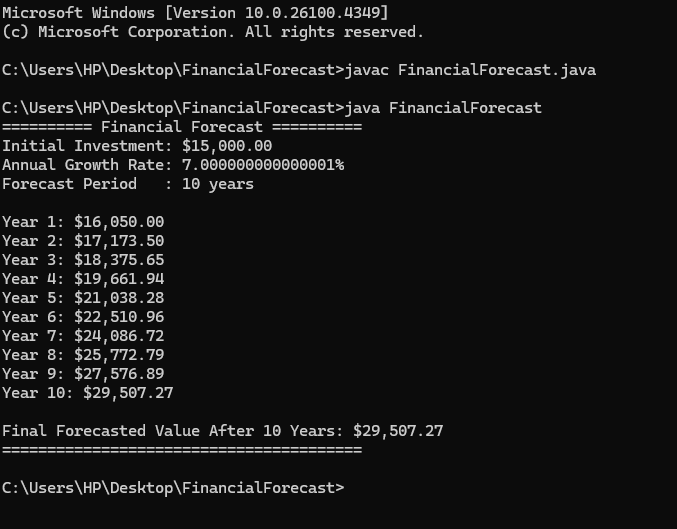 Microsoft Windows [Version 10.0.26100.4349]
(c) Microsoft Corporation. All rights reserved.
C:\Users\HP\Desktop\FinancialForecast>javac FinancialForecast.java
C:\Users\HP\Desktop\FinancialForecast>java FinancialForecast
========== Financial Forecast ==========
Initial Investment: $15,000.00
Annual Growth Rate: 7.000000000000001%
Forecast Period   : 10 years
Year 1: $16,050.00
Year 2: $17,173.50
Year 3: $18,375.65
Year 4: $19,661.94
Year 5: $21,038.28
Year 6: $22,510.96
Year 7: $24,086.72
Year 8: $25,772.79
Year 9: $27,576.89
Year 10: $29,507.27
Final Forecasted Value After 10 Years: $29,507.27
========================================
C:\Users\HP\Desktop\FinancialForecast>